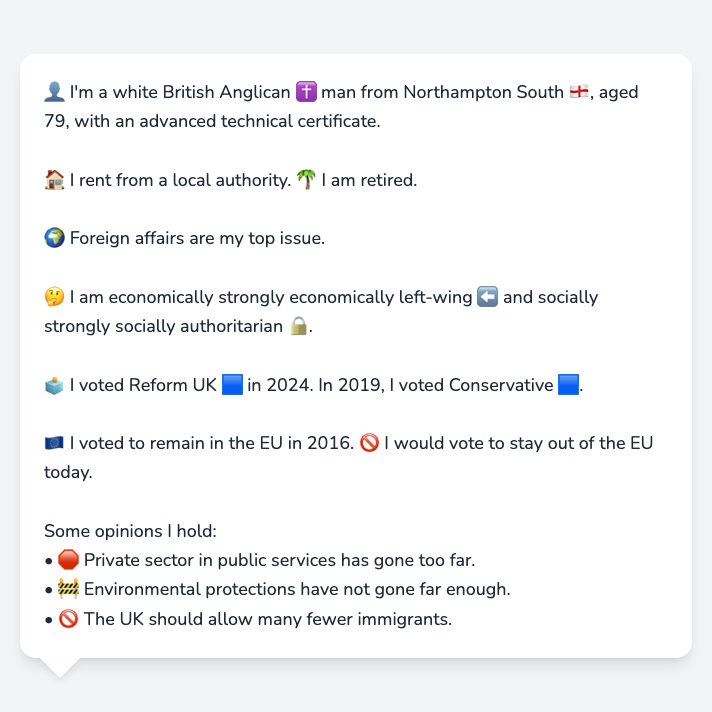 👤 I'm a white British Anglican ✝️ man from Northampton South 🏴󠁧󠁢󠁥󠁮󠁧󠁿, aged
79, with an advanced technical certificate.
🏠 I rent from a local authority. 🌴 I am retired.
🌍 Foreign affairs are my top issue.
🤔 I am economically strongly economically left-wing ⬅️ and socially
strongly socially authoritarian 🔒.
🗳️ I voted Reform UK 🟦 in 2024. In 2019, I voted Conservative 🟦.
🇪🇺 I voted to remain in the EU in 2016. 🚫 I would vote to stay out of the EU
today.
Some opinions I hold:
• 🛑 Private sector in public services has gone too far.
• 🚧 Environmental protections have not gone far enough.
• 🚫 The UK should allow many fewer immigrants.